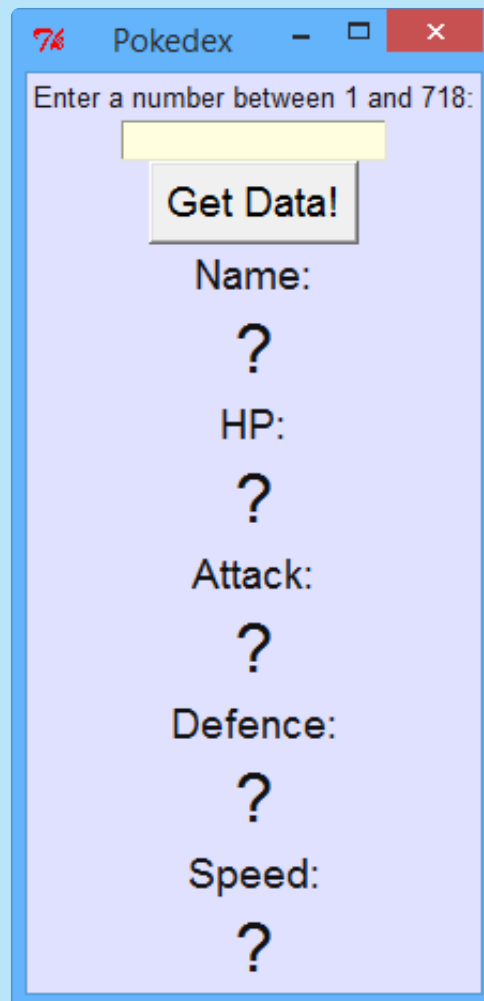 Pokedex
Enter a number between 1 and 718:
Get Data!
Name:
?
HP:
?
Attack:
?
Defence:
?
Speed:
?